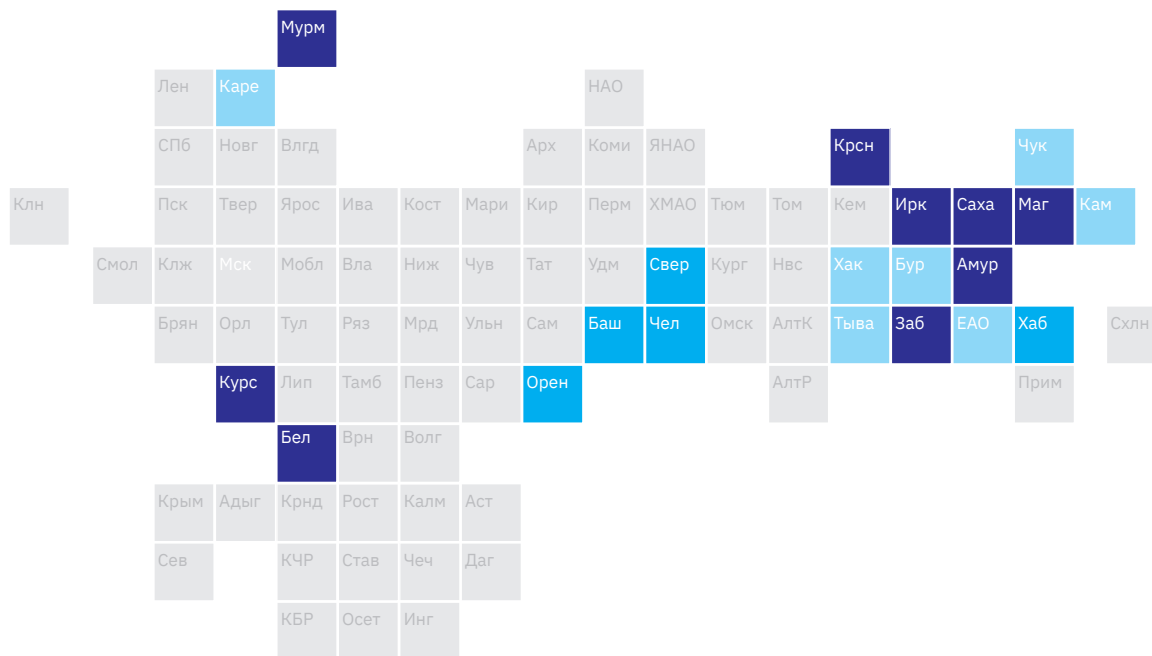 Мурм
Лен Каре НАО
СПб Новг Влгд Арх Коми ЯНАО Крсн Чук
Клн Пск Твер Ярос Ива Кост Мари Кир Перм ХМАО Тюм Том Кем Ирк Саха Маг Кам
Смол Клж Мск Мобл Вла Ниж Чув Тат Удм Свер Кург Нвс Хак Бур Амур
Брян Орл Тул Ряз Мрд Ульн Сам Баш Чел Омск АлтК Тыва Заб ЕАО Хаб Схлн
Курс Лип Тамб Пенз Сар Орен АлтР Прим
Бел Врн Волг
Крым Адыг Крнд Рост Калм Аст
Сев КЧР Став Чеч Даг
КБР Осет Инг